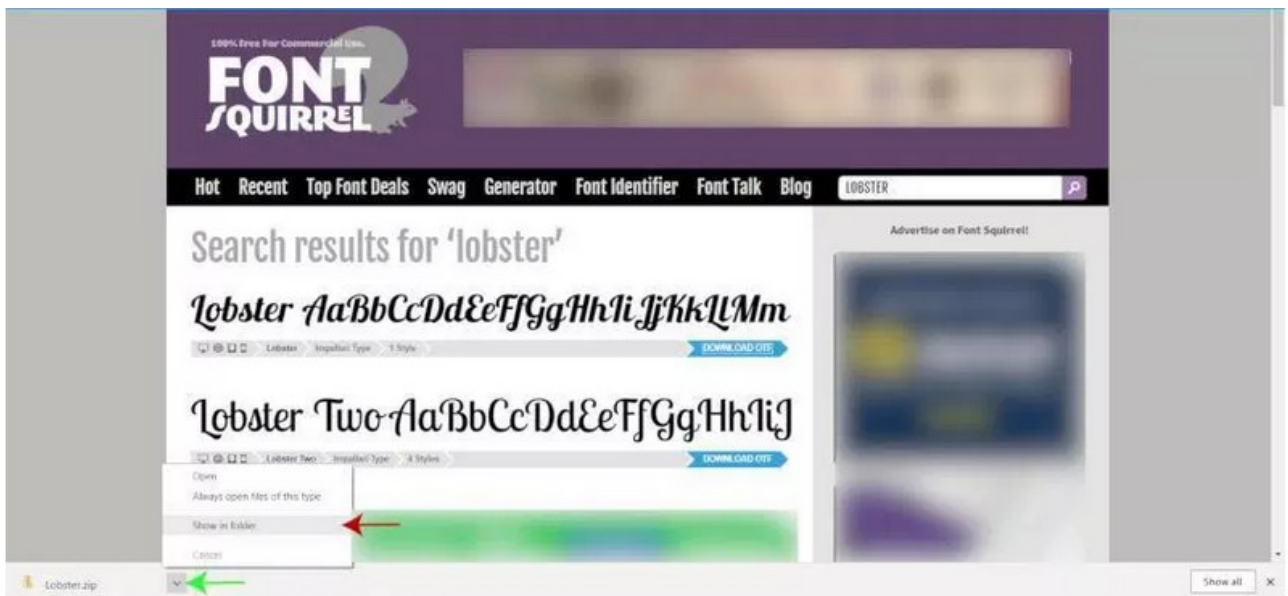 100% Free For Commercial Use.
FONT
SQUIRREL
Hot Recent Top Font Deals Swag Generator Font Identifier Font Talk Blog
LOBSTER
Search results for ‘lobster’
Advertise on Font Squirrel!
Lobster AaBbCcDdEeFfGgHhIiJjKkLlMm
Lobster Impallari Type 1 Style
DOWNLOAD OTF
Lobster Two AaBbCcDdEeFfGgHhIiJ
Lobster Two Impallari Type 4 Styles
DOWNLOAD OTF
Open
Always open files of this type
Show in folder
Cancel
Lobster.zip
Show all